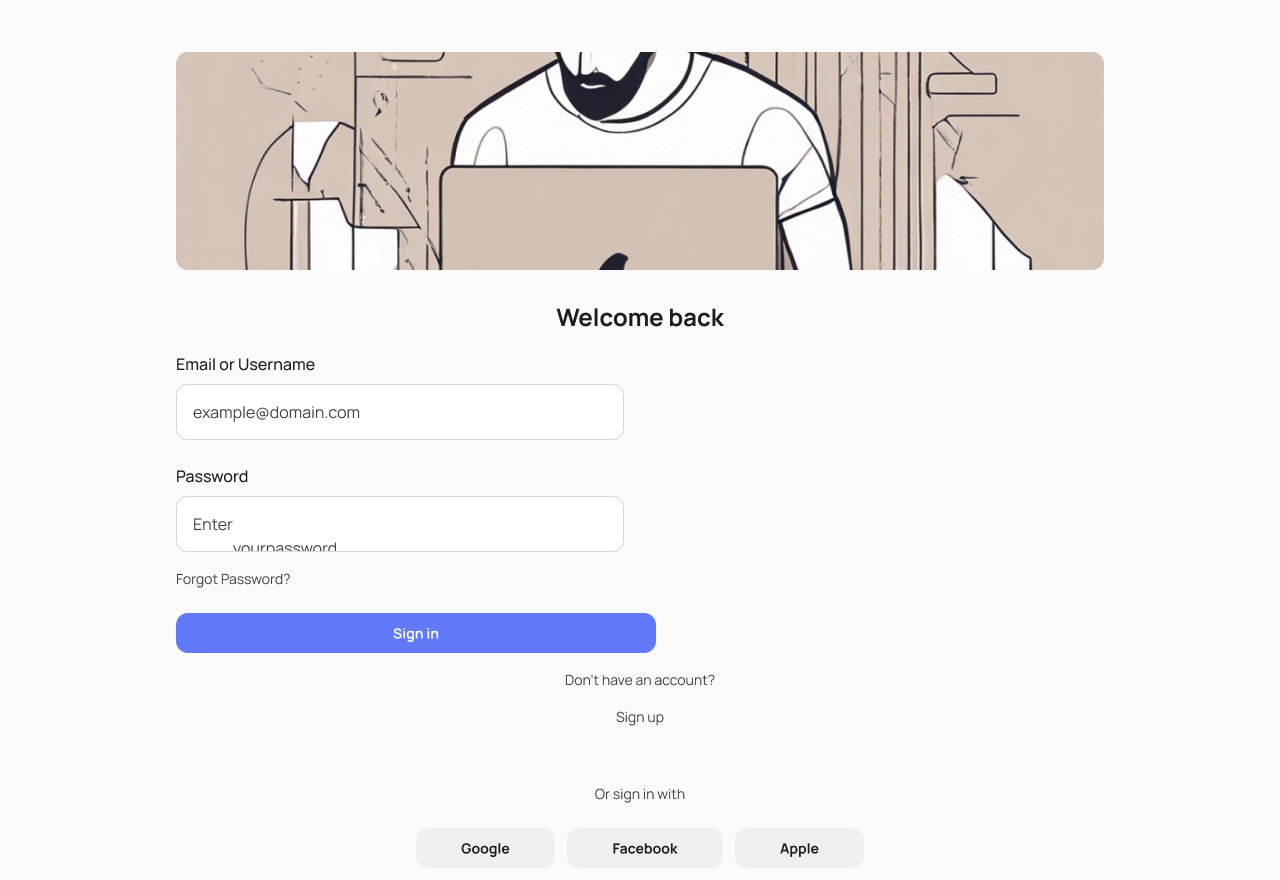 Welcome back
Email or Username
example@domain.com
Password
Enter
yourpassword
Forgot Password?
Sign in
Don't have an account?
Sign up
Or sign in with
Google Facebook Apple